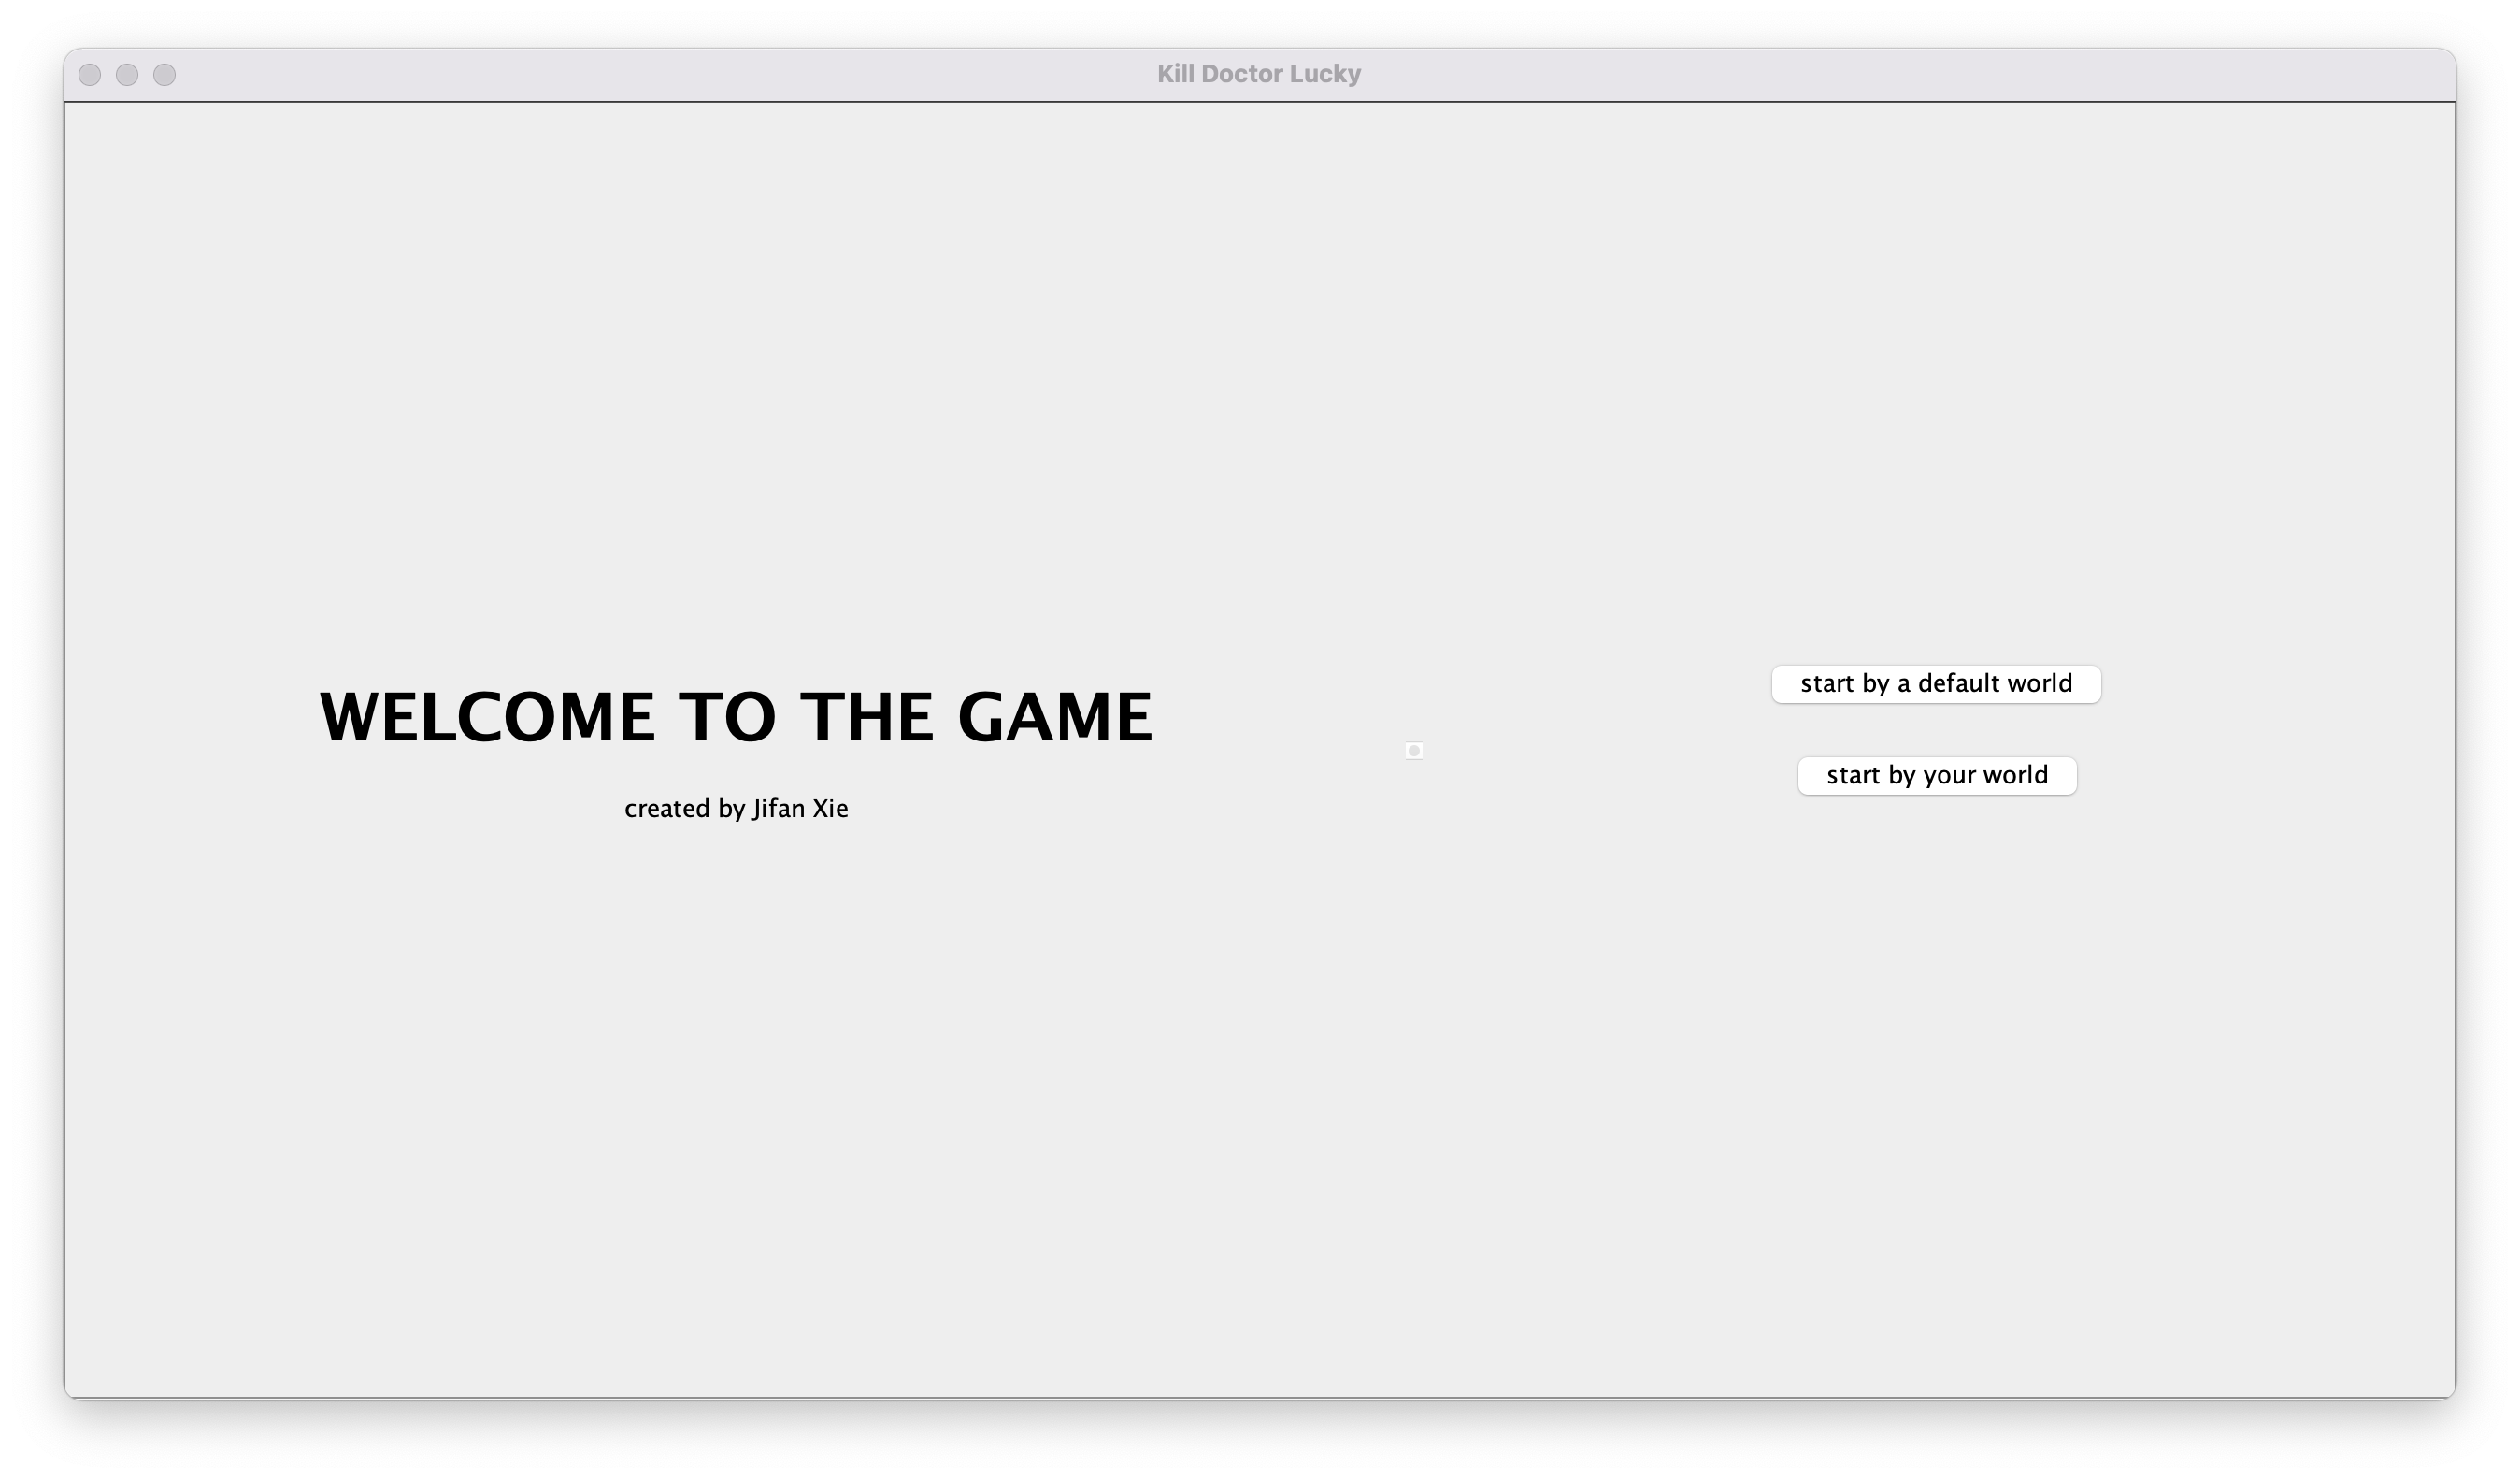 Kill Doctor Lucky
WELCOME TO THE GAME
created by Jifan Xie
start by a default world
start by your world